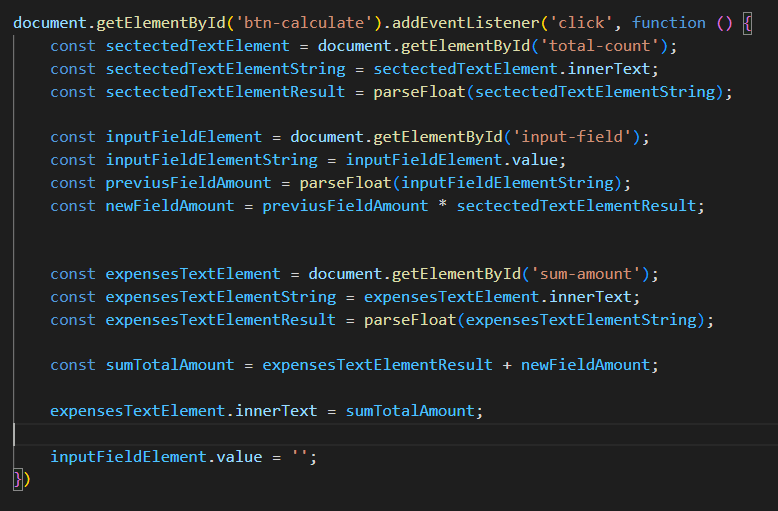 document.getElementById('btn-calculate').addEventListener('click', function () {
    const sectectedTextElement = document.getElementById('total-count');
    const sectectedTextElementString = sectectedTextElement.innerText;
    const sectectedTextElementResult = parseFloat(sectectedTextElementString);

    const inputFieldElement = document.getElementById('input-field');
    const inputFieldElementString = inputFieldElement.value;
    const previusFieldAmount = parseFloat(inputFieldElementString);
    const newFieldAmount = previusFieldAmount * sectectedTextElementResult;


    const expensesTextElement = document.getElementById('sum-amount');
    const expensesTextElementString = expensesTextElement.innerText;
    const expensesTextElementResult = parseFloat(expensesTextElementString);

    const sumTotalAmount = expensesTextElementResult + newFieldAmount;

    expensesTextElement.innerText = sumTotalAmount;

    inputFieldElement.value = '';
})